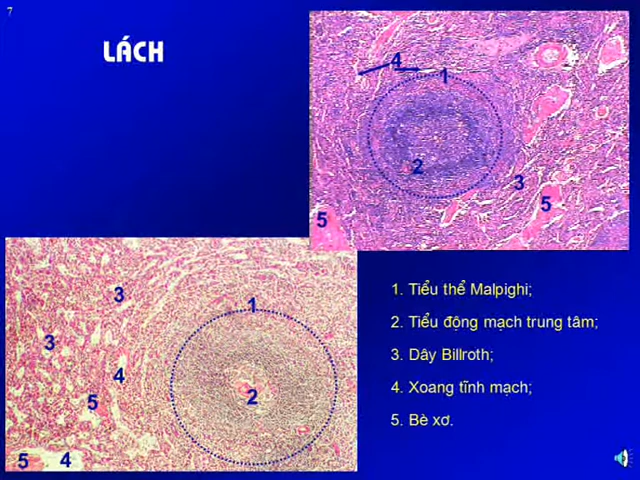 7
LÁCH
4
1
2
3
5
5
1
3
3
4
2
5
5
4
1. Tiểu thể Malpighi;
2. Tiểu động mạch trung tâm;
3. Dây Billroth;
4. Xoang tĩnh mạch;
5. Bè xơ.